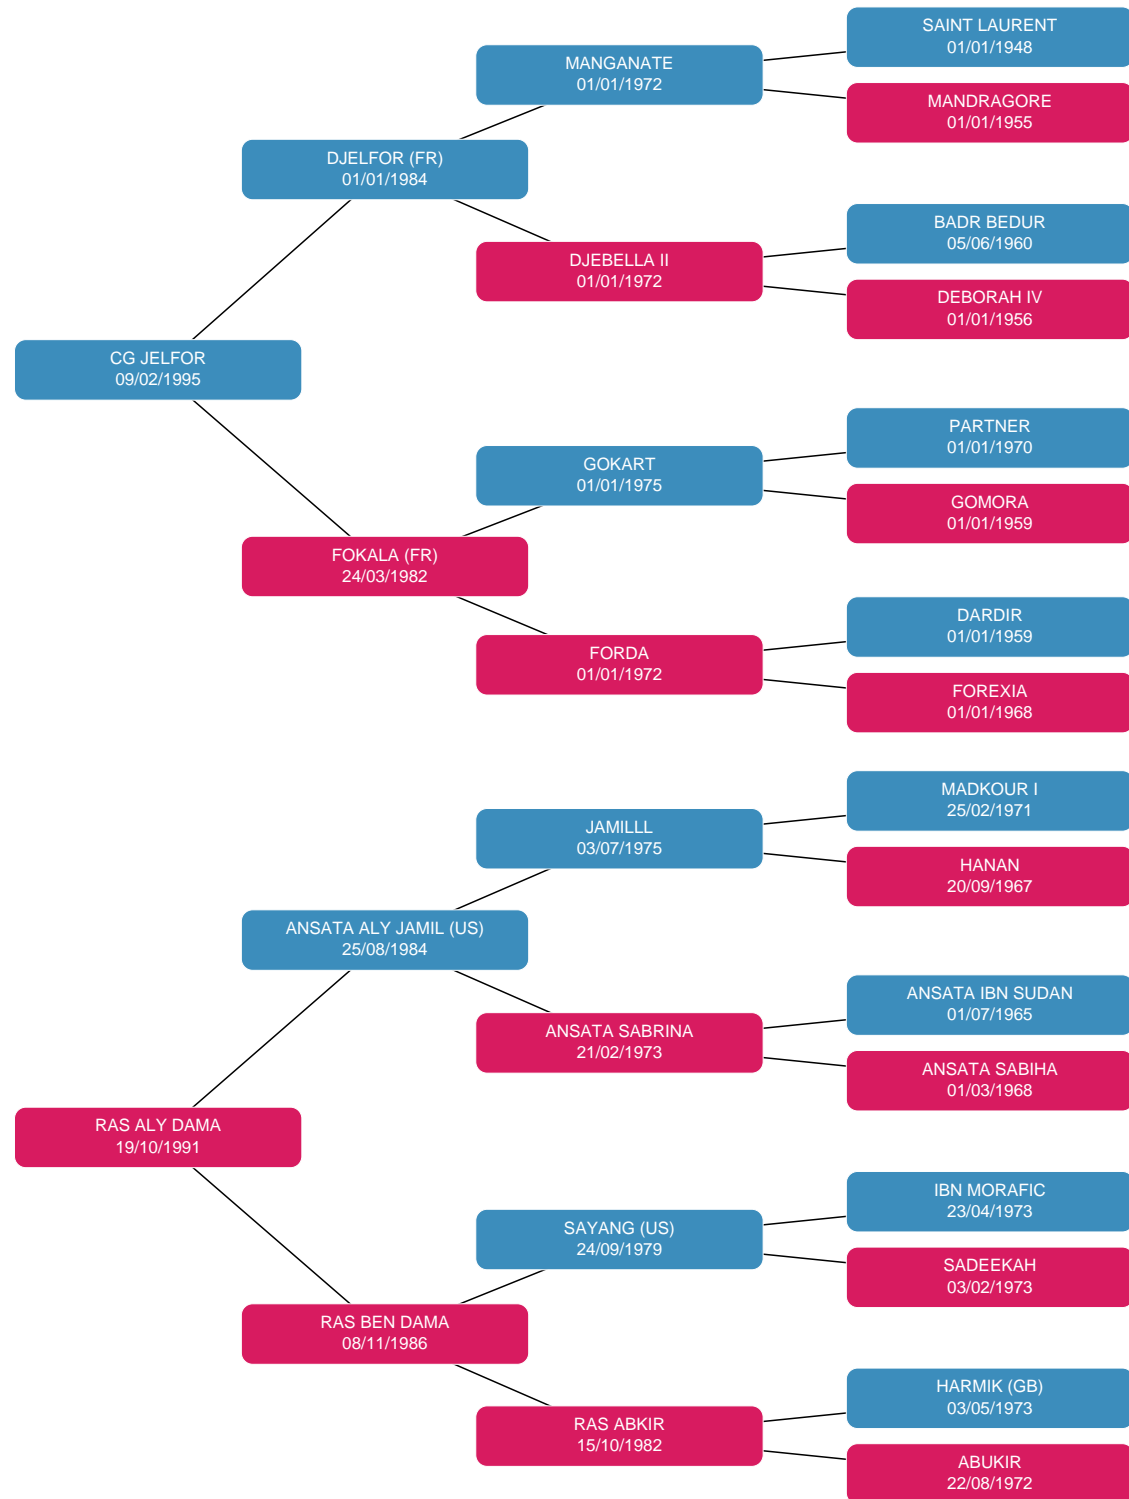 SAINT LAURENT
01/01/1948
MANGANATE
01/01/1972
MANDRAGORE
01/01/1955
DJELFOR (FR)
01/01/1984
BADR BEDUR
05/06/1960
DJEBELLA II
01/01/1972
DEBORAH IV
01/01/1956
CG JELFOR
09/02/1995
PARTNER
01/01/1970
GOKART
01/01/1975
GOMORA
01/01/1959
FOKALA (FR)
24/03/1982
DARDIR
01/01/1959
FORDA
01/01/1972
FOREXIA
01/01/1968
MADKOUR I
25/02/1971
JAMILLL
03/07/1975
HANAN
20/09/1967
ANSATA ALY JAMIL (US)
25/08/1984
ANSATA IBN SUDAN
01/07/1965
ANSATA SABRINA
21/02/1973
ANSATA SABIHA
01/03/1968
RAS ALY DAMA
19/10/1991
IBN MORAFIC
23/04/1973
SAYANG (US)
24/09/1979
SADEEKAH
03/02/1973
RAS BEN DAMA
08/11/1986
HARMIK (GB)
03/05/1973
RAS ABKIR
15/10/1982
ABUKIR
22/08/1972